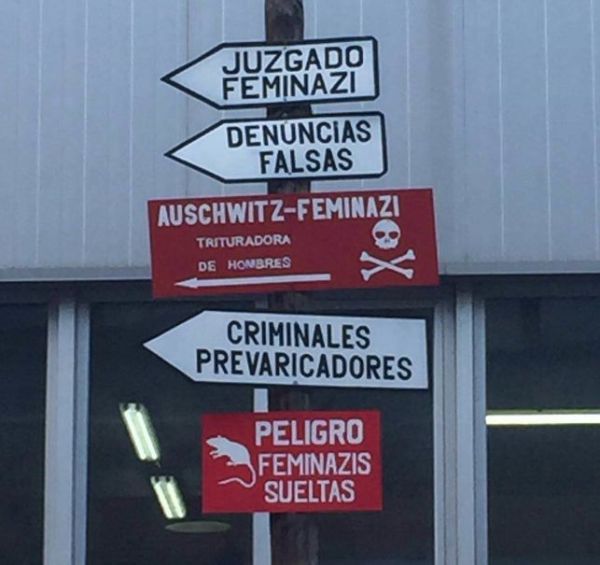 JUZGADO
FEMINAZI
DENUNCIAS
FALSAS
AUSCHWITZ-FEMINAZI
TRITURADORA
DE HOMBRES
CRIMINALES
PREVARICADORES
PELIGRO
FEMINAZIS
SUELTAS